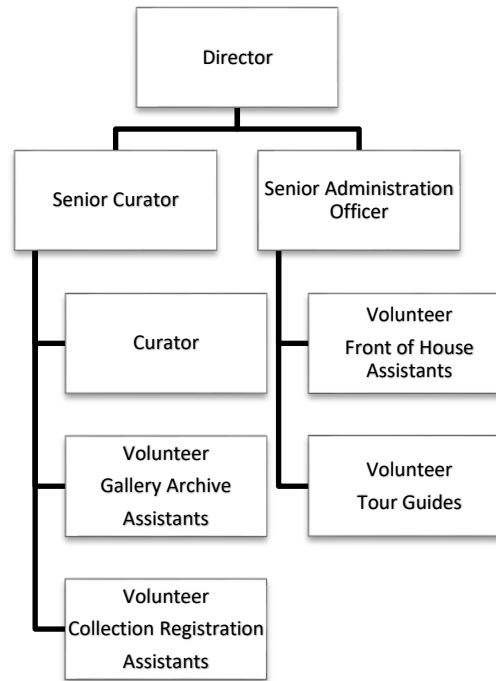 Director
Senior Curator
Senior Administration
Officer
Curator
Volunteer
Gallery Archive
Assistants
Volunteer
Collection Registration
Assistants
Volunteer
Front of House
Assistants
Volunteer
Tour Guides